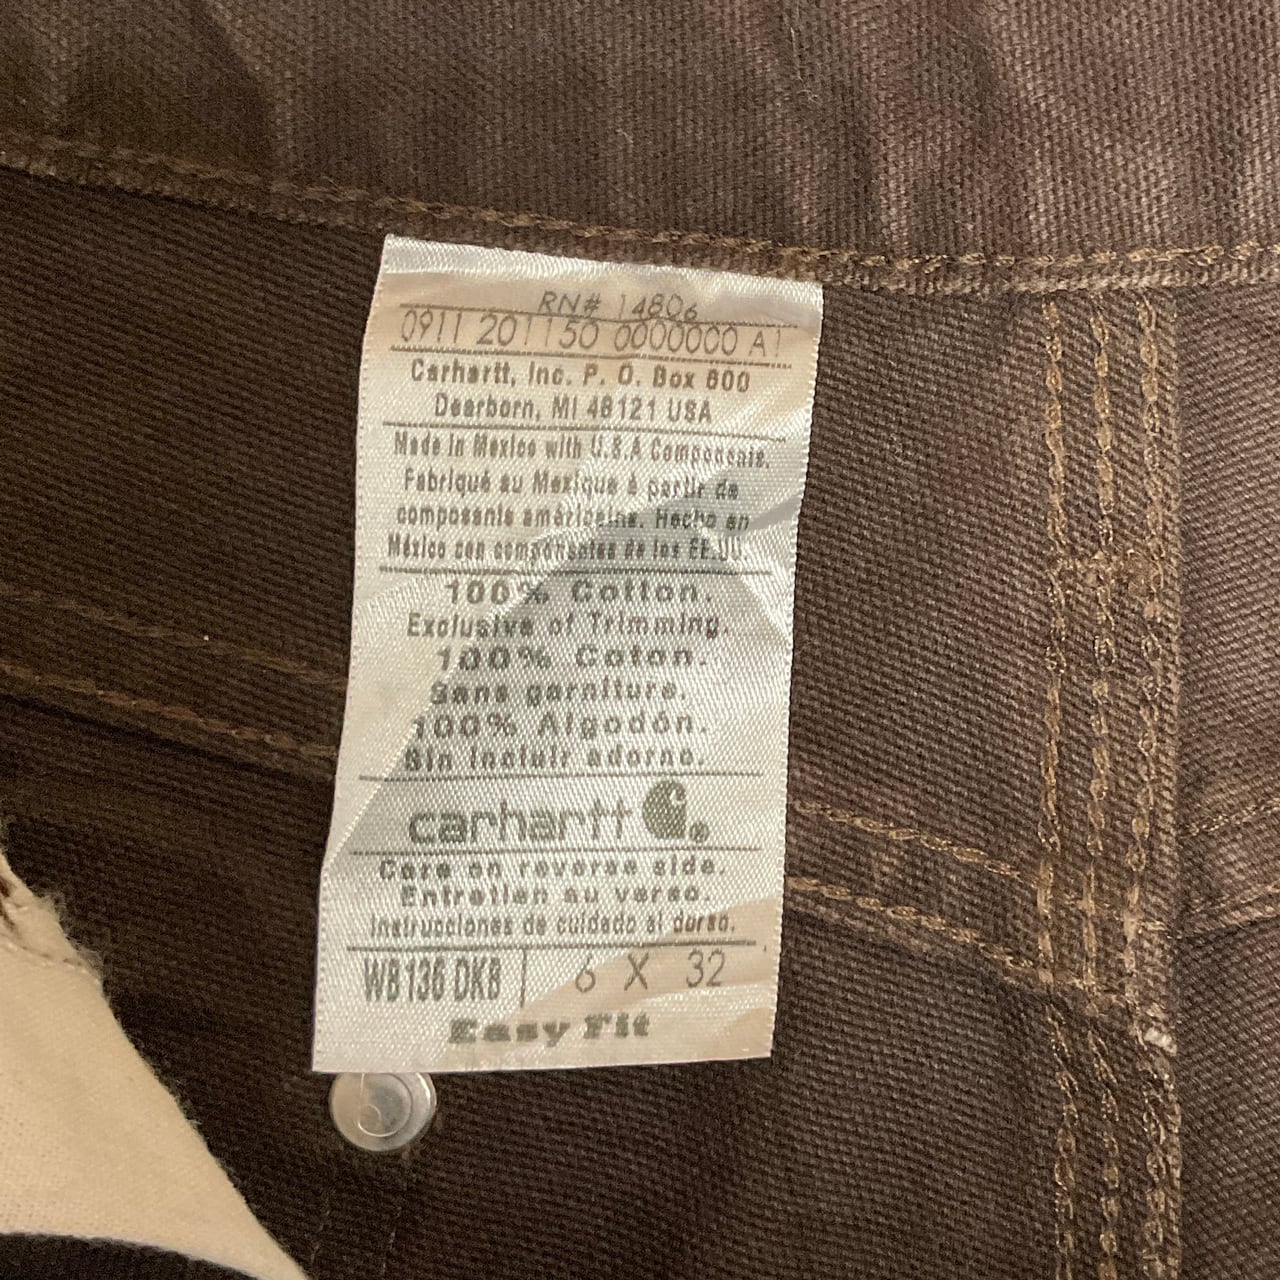 RN# 14806
0911 201150 0000000 A1
Carhartt, Inc. P. O. Box 600
Dearborn, MI 48121 USA
Made in Mexico with U.S.A Components.
Fabriqué au Mexique à partir de
composants américains. Hecho en
México con componentes de los EE.UU.
100% Cotton.
Exclusive of Trimming.
100% Coton.
Sans garniture.
100% Algodón.
Sin incluir adorno.
carhartt
Care on reverse side.
Entretien au verso.
Instrucciones de cuidado al dorso.
WB136 DKB 6 X 32
Easy Fit